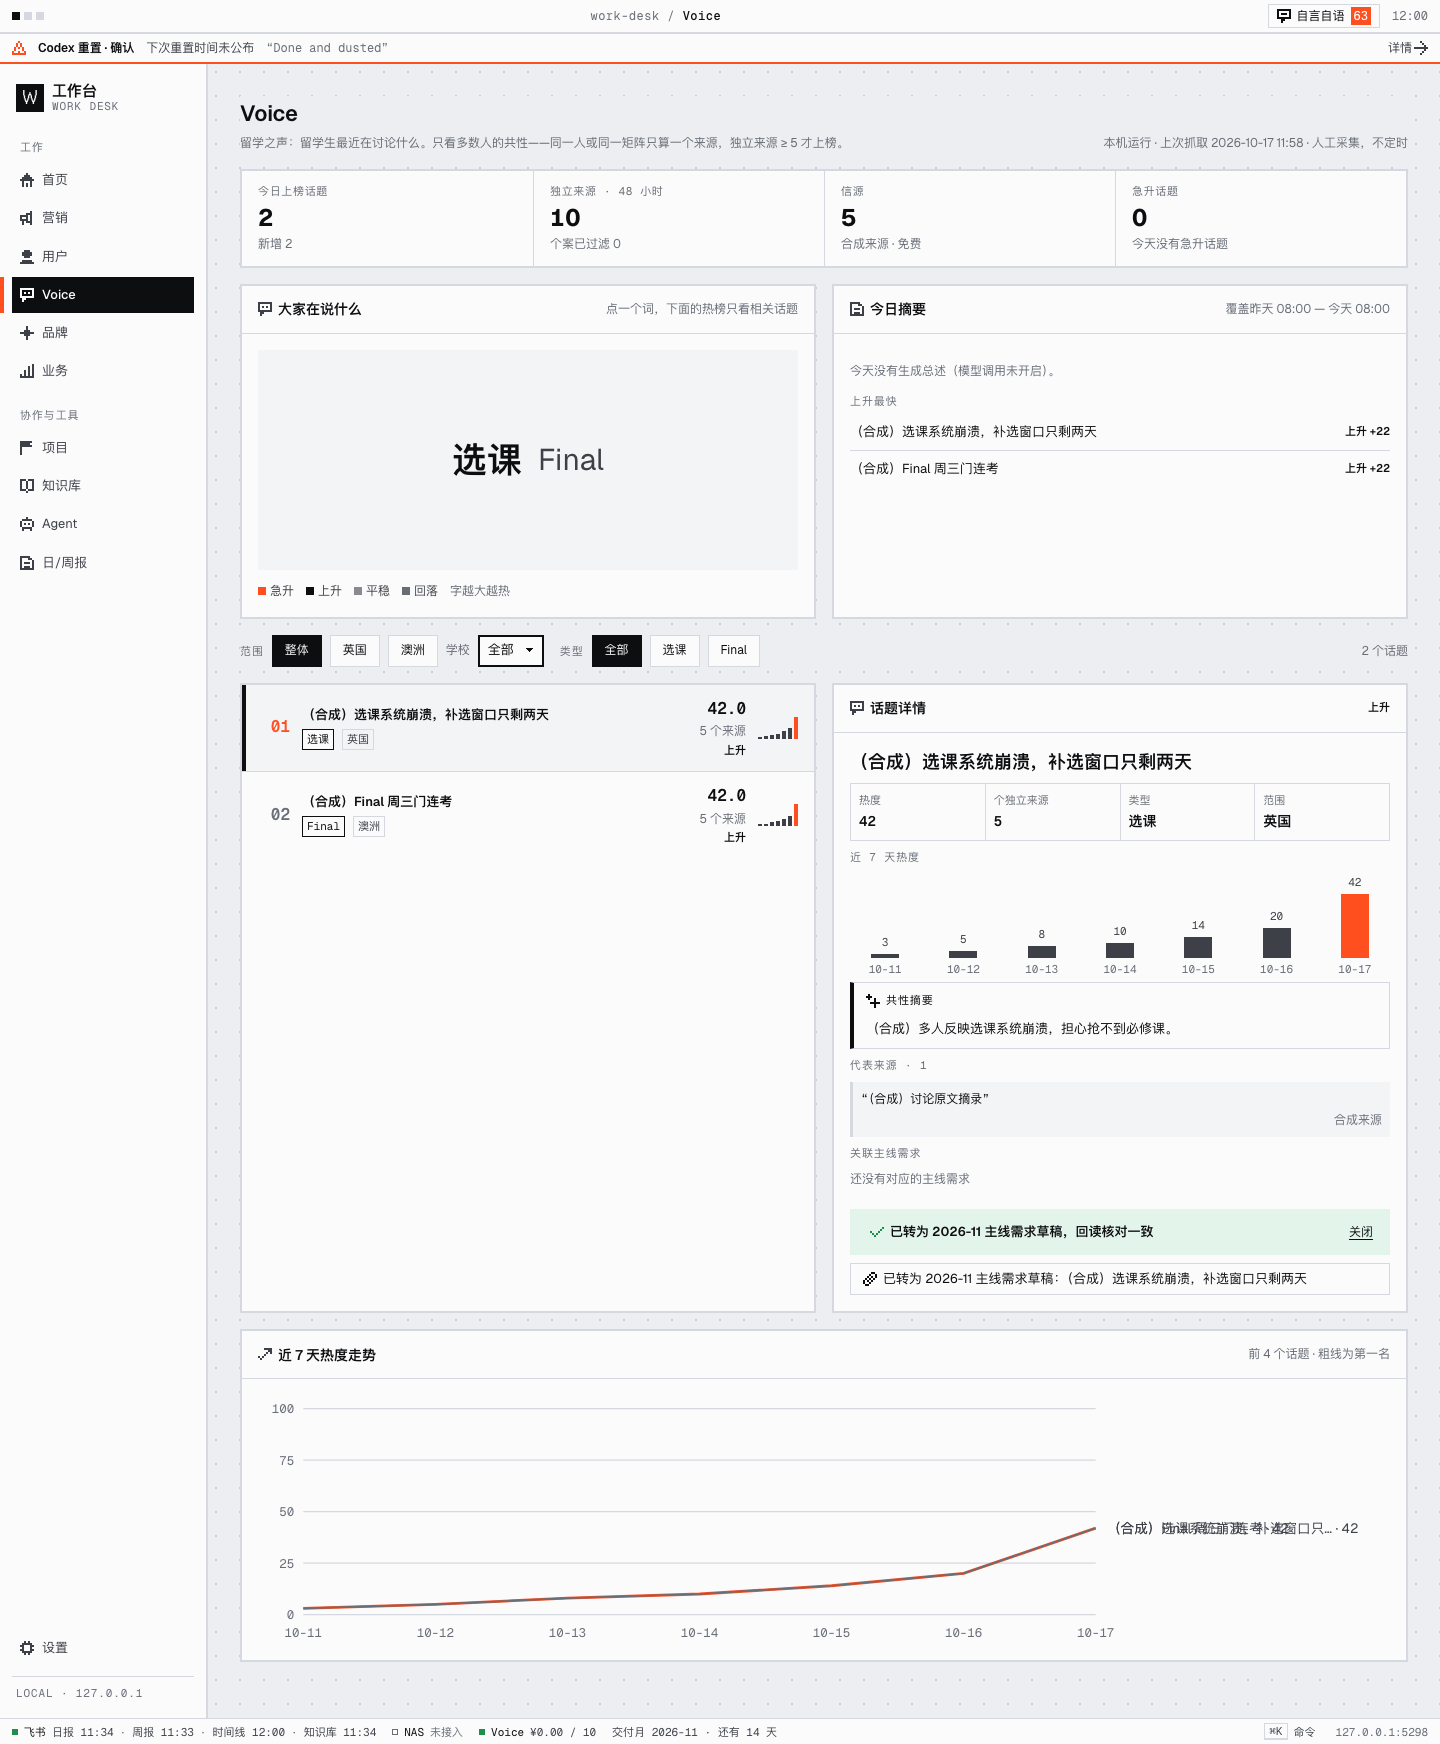 work-desk / Voice
自言自语 63 12:00
Codex 重置 · 确认 下次重置时间未公布 “Done and dusted” 详情
W 工作台
WORK DESK
工作
首页
营销
用户
Voice
品牌
业务
协作与工具
项目
知识库
Agent
日/周报
设置
LOCAL · 127.0.0.1
Voice
留学之声：留学生最近在讨论什么。只看多数人的共性——同一人或同一矩阵只算一个来源，独立来源 ≥ 5 才上榜。 本机运行 · 上次抓取 2026-10-17 11:58 · 人工采集，不定时
今日上榜话题
2
新增 2
独立来源 · 48 小时
10
个案已过滤 0
信源
5
合成来源 · 免费
急升话题
0
今天没有急升话题
大家在说什么 点一个词，下面的热榜只看相关话题
选课 Final
急升 上升 平稳 回落 字越大越热
今日摘要 覆盖昨天 08:00 — 今天 08:00
今天没有生成总述（模型调用未开启）。
上升最快
（合成）选课系统崩溃，补选窗口只剩两天 上升 +22
（合成）Final 周三门连考 上升 +22
范围 整体 英国 澳洲 学校 全部 类型 全部 选课 Final 2 个话题
01 （合成）选课系统崩溃，补选窗口只剩两天
选课 英国
42.0
5 个来源
上升
02 （合成）Final 周三门连考
Final 澳洲
42.0
5 个来源
上升
话题详情 上升
（合成）选课系统崩溃，补选窗口只剩两天
热度 个独立来源 类型 范围
42 5 选课 英国
近 7 天热度
3 5 8 10 14 20 42
10-11 10-12 10-13 10-14 10-15 10-16 10-17
共性摘要
（合成）多人反映选课系统崩溃，担心抢不到必修课。
代表来源 · 1
“（合成）讨论原文摘录”
合成来源
关联主线需求
还没有对应的主线需求
已转为 2026-11 主线需求草稿，回读核对一致 关闭
已转为 2026-11 主线需求草稿：（合成）选课系统崩溃，补选窗口只剩两天
近 7 天热度走势 前 4 个话题 · 粗线为第一名
100
75
50
25
0
（合成） 窗口只… · 42
10-11 10-12 10-13 10-14 10-15 10-16 10-17
飞书 日报 11:34 · 周报 11:33 · 时间线 12:00 · 知识库 11:34 NAS 未接入 Voice ¥0.00 / 10 交付月 2026-11 · 还有 14 天 ⌘K 命令 127.0.0.1:5298